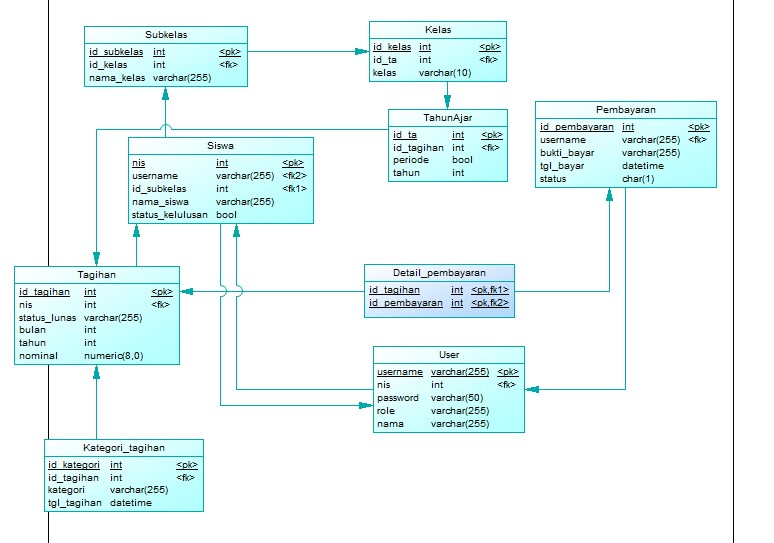 Subkelas
id_subkelas int <pk>
id_kelas int <fk>
nama_kelas varchar(255)
Kelas
id_kelas int <pk>
id_ta int <fk>
kelas varchar(10)
TahunAjar
id_ta int <pk>
id_tagihan int <fk>
periode bool
tahun int
Pembayaran
id_pembayaran int <pk>
username varchar(255) <fk>
bukti_bayar varchar(255)
tgl_bayar datetime
status char(1)
Siswa
nis int <pk>
username varchar(255) <fk2>
id_subkelas int <fk1>
nama_siswa varchar(255)
status_kelulusan bool
Tagihan
id_tagihan int <pk>
nis int <fk>
status_lunas varchar(255)
bulan int
tahun int
nominal numeric(8,0)
Detail_pembayaran
id_tagihan int <pk,fk1>
id_pembayaran int <pk,fk2>
User
username varchar(255) <pk>
nis int <fk>
password varchar(50)
role varchar(255)
nama varchar(255)
Kategori_tagihan
id_kategori int <pk>
id_tagihan int <fk>
kategori varchar(255)
tgl_tagihan datetime